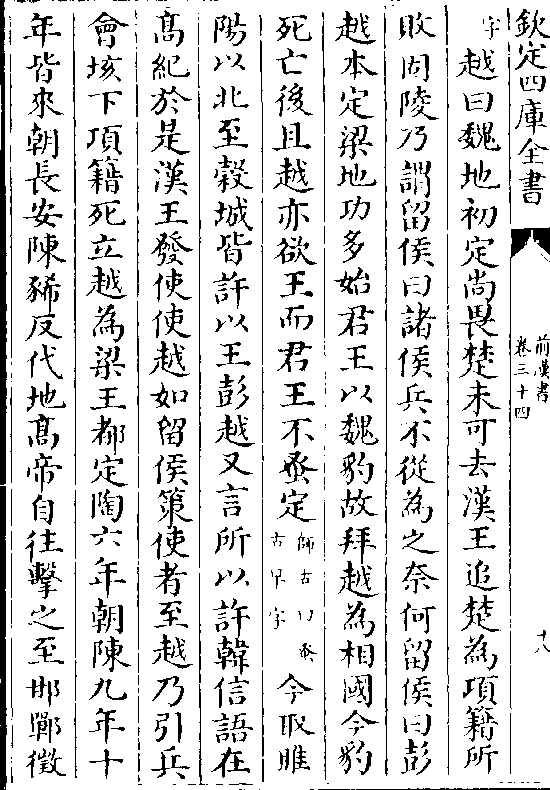 欽定四庫全書
前漢書
卷三十四
十八
字 越曰魏地初定尚畏楚未可去漢王追楚為項籍所
敗固陵乃謂留侯曰諸侯兵不從為之奈何留侯曰彭
越本定梁地功多始君王以魏豹故拜越為相國今豹
死亡後且越亦欲王而君王不蚤定 師古曰蚤古早字 今取睢
陽以北至穀城皆許以王彭越又言所以許韓信語在
髙紀於是漢王發使使越如留侯策使者至越乃引兵
會垓下項籍死立越為梁王都定陶六年朝陳九年十
年皆來朝長安陳豨反代地髙帝自往擊之至邯鄲徵